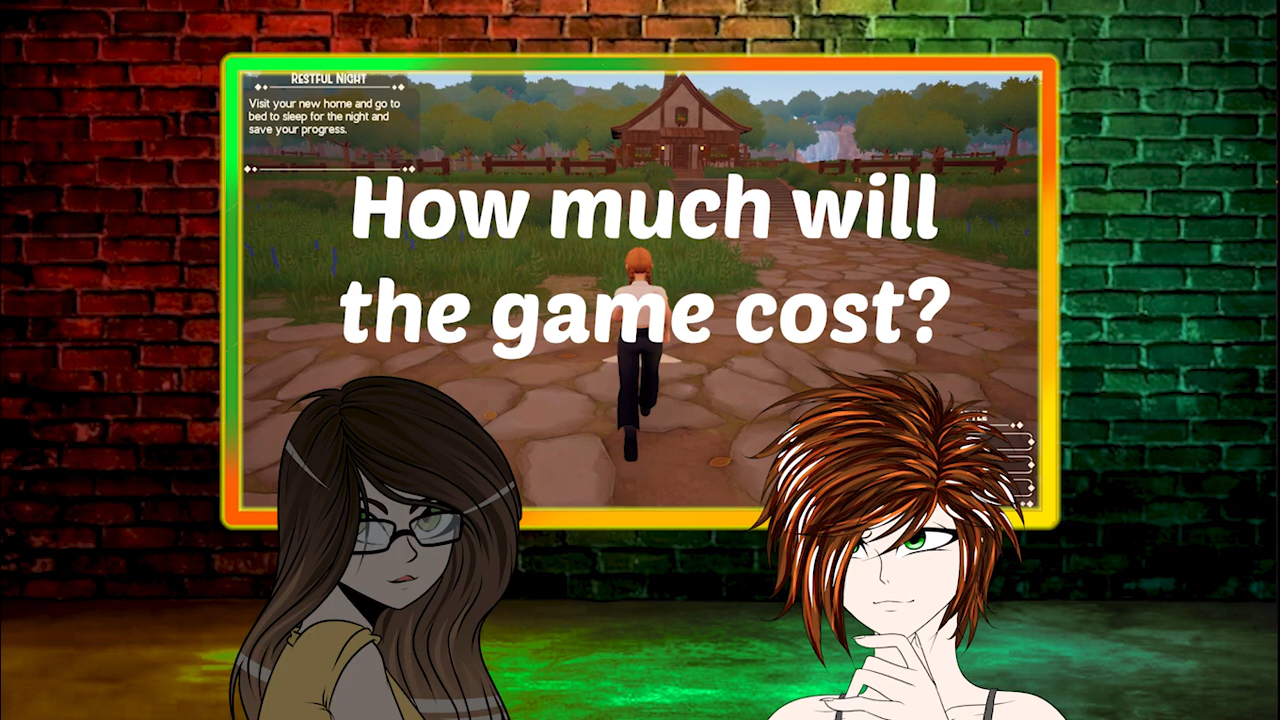 RESTFUL NIGHT
Visit your new home and go to
bed to sleep for the night and
save your progress.
How much will
the game cost?